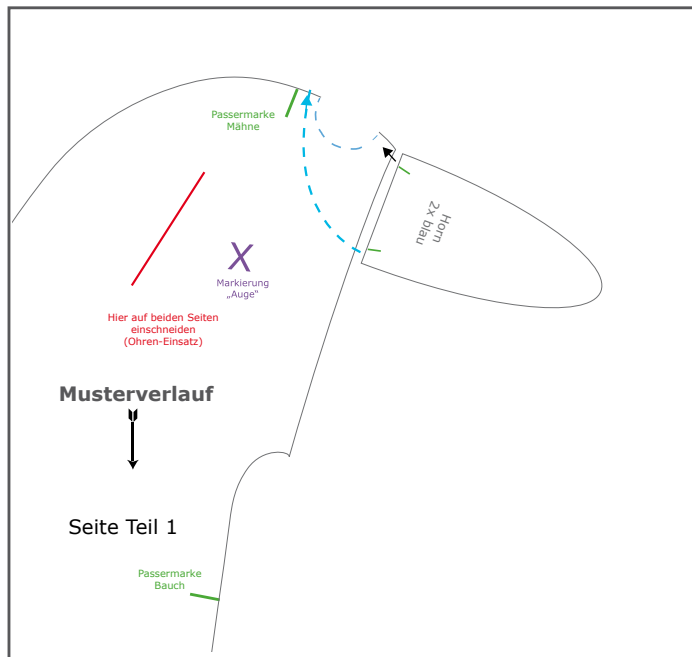 Passermarke
Mähne
Horn
2x blau
X
Markierung
„Auge“
Hier auf beiden Seiten
einschneiden
(Ohren-Einsatz)
Musterverlauf
Seite Teil 1
Passermarke
Bauch